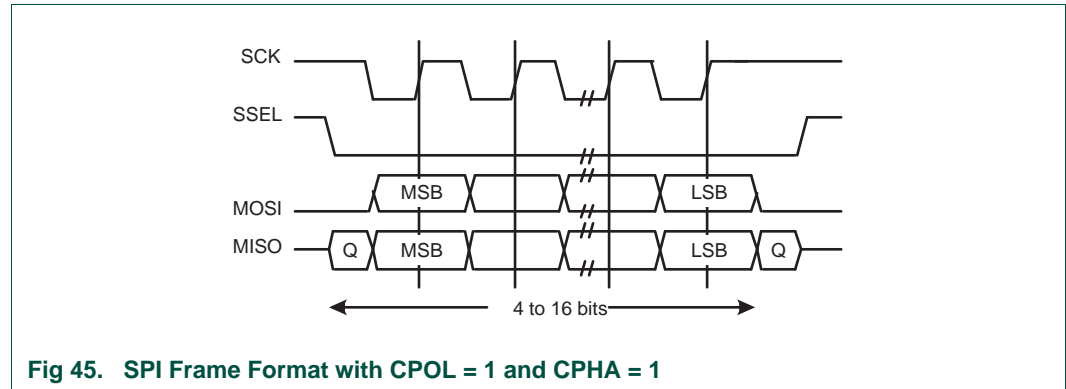 SCK
SSEL
MOSI MSB LSB
MISO Q MSB LSB Q
4 to 16 bits
Fig 45. SPI Frame Format with CPOL = 1 and CPHA = 1